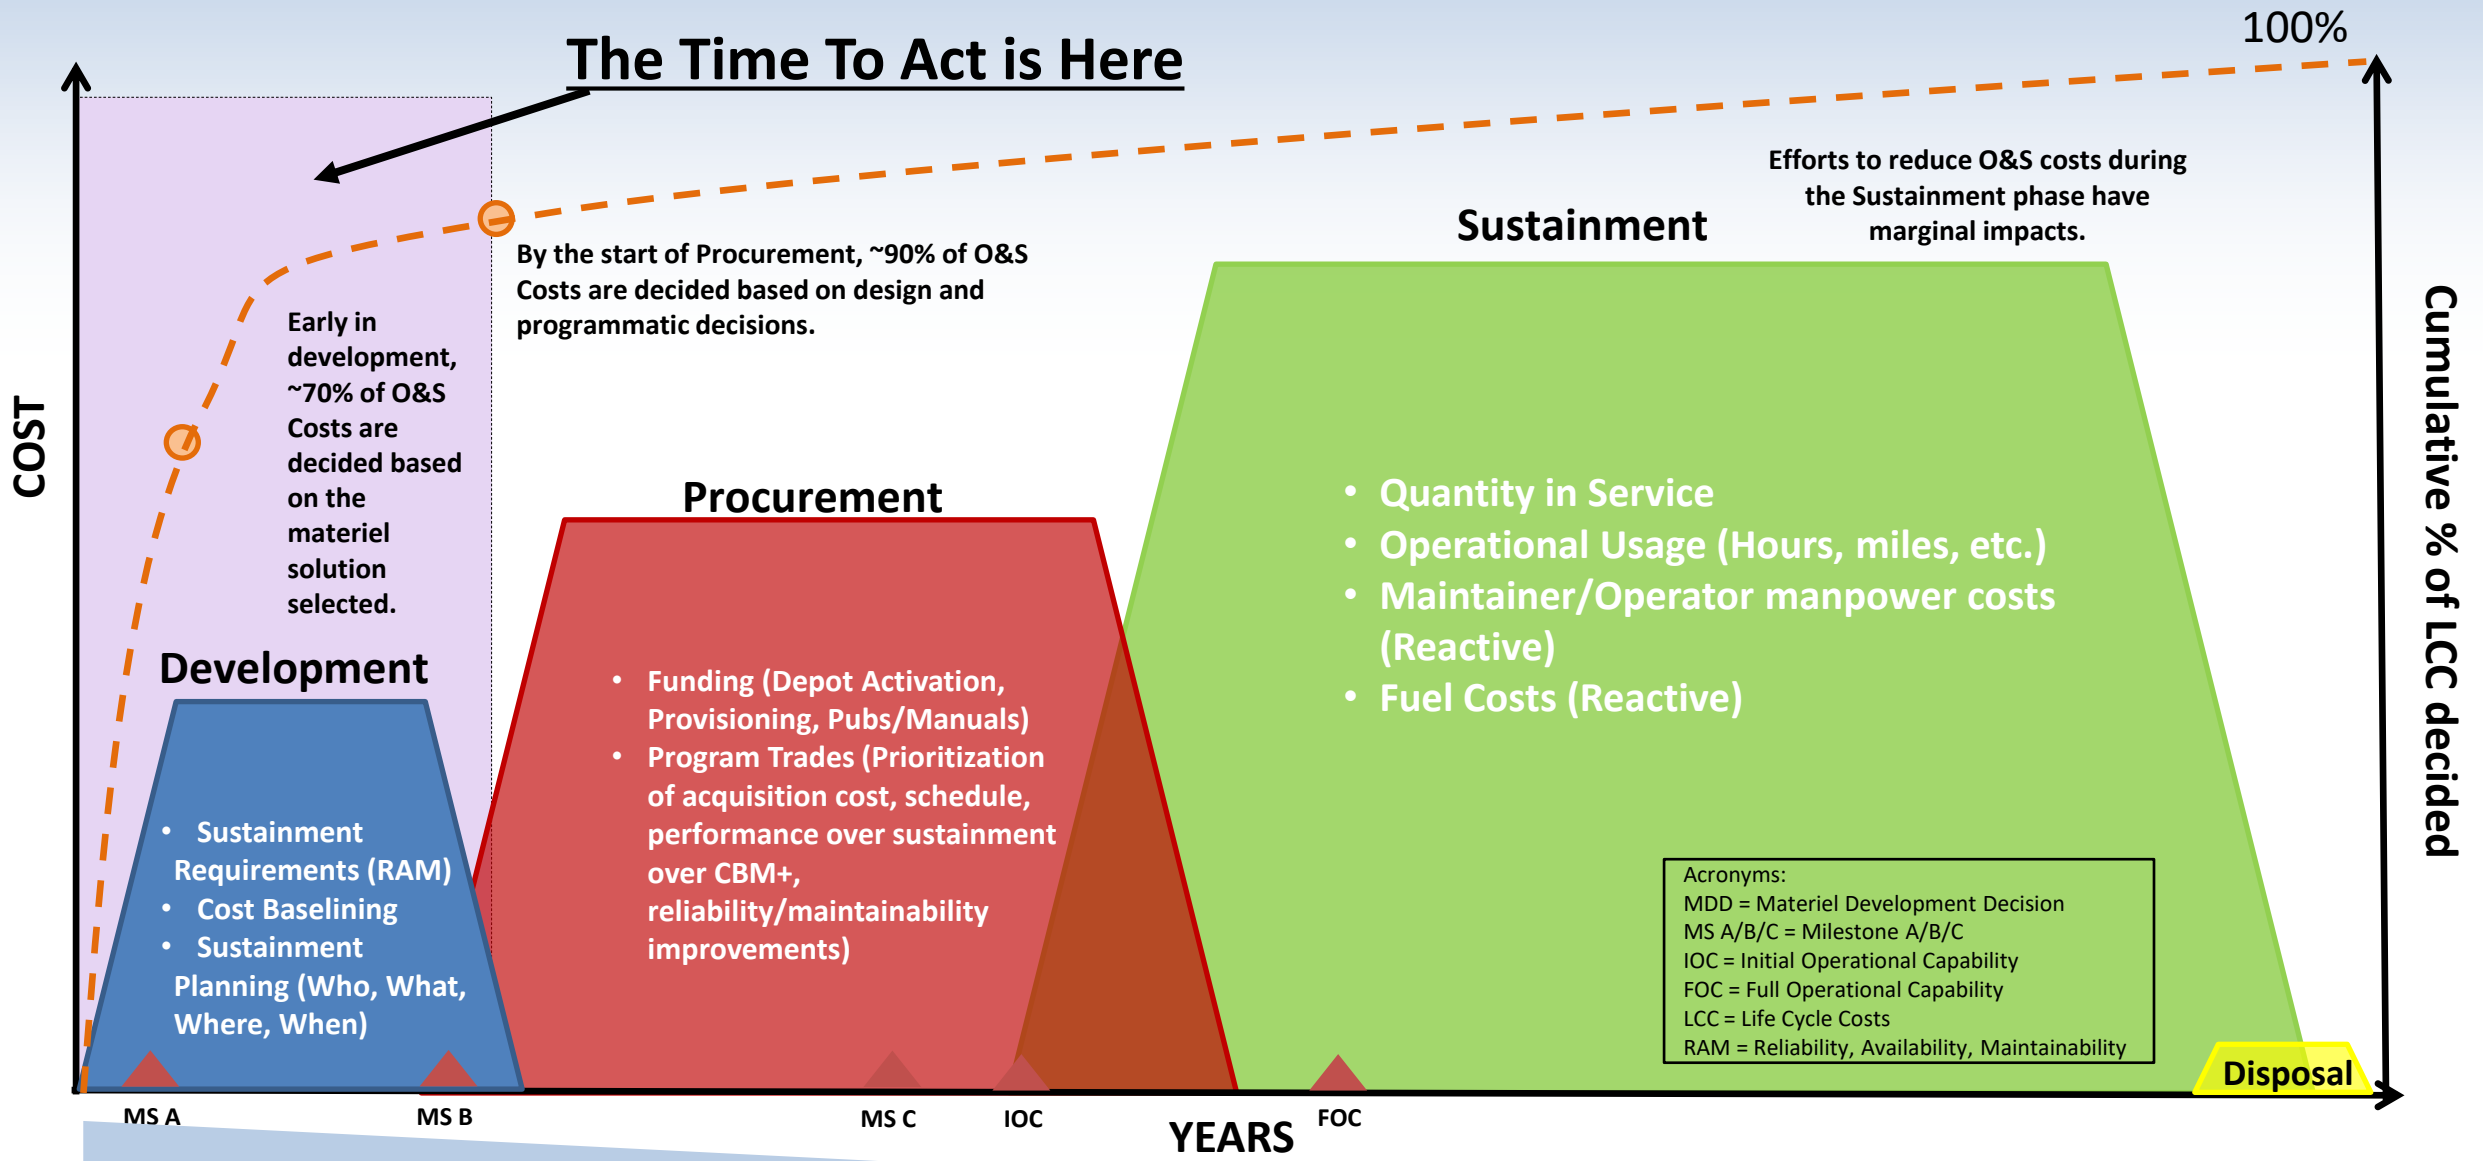 100%
The Time To Act is Here
Efforts to reduce O&S costs during
the Sustainment phase have
marginal impacts.
Sustainment
By the start of Procurement, ~90% of O&S
Costs are decided based on design and
programmatic decisions.
Early in
development,
~70% of O&S
Costs are
decided based
on the
materiel
solution
selected.
COST
Cumulative % of LCC decided
Procurement
• Quantity in Service
• Operational Usage (Hours, miles, etc.)
• Maintainer/Operator manpower costs
(Reactive)
• Fuel Costs (Reactive)
Development
• Funding (Depot Activation,
Provisioning, Pubs/Manuals)
• Program Trades (Prioritization
of acquisition cost, schedule,
performance over sustainment
over CBM+,
reliability/maintainability
improvements)
• Sustainment
Requirements (RAM)
• Cost Baselining
• Sustainment
Planning (Who, What,
Where, When)
Acronyms:
MDD = Materiel Development Decision
MS A/B/C = Milestone A/B/C
IOC = Initial Operational Capability
FOC = Full Operational Capability
LCC = Life Cycle Costs
RAM = Reliability, Availability, Maintainability
Disposal
MS A
MS B
MS C
IOC
FOC
YEARS